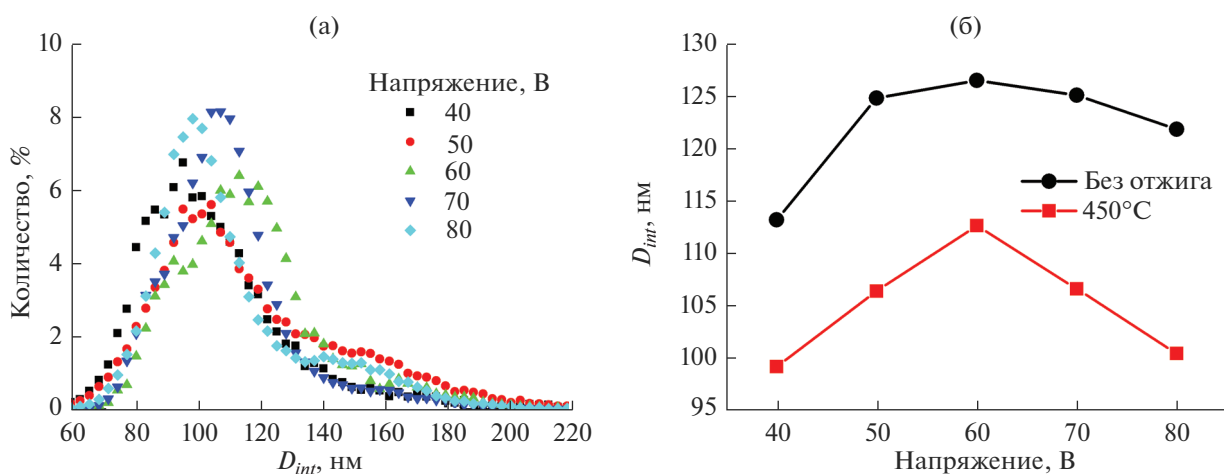 (а)
10
8
6
4
2
0
Количество, %
Напряжение, В
40
50
60
70
80
60 80 100 120 140 160 180 200 220
D_int, нм
(б)
130
125
120
115
110
105
100
95
D_int, нм
Без отжига
450°C
40 50 60 70 80
Напряжение, В